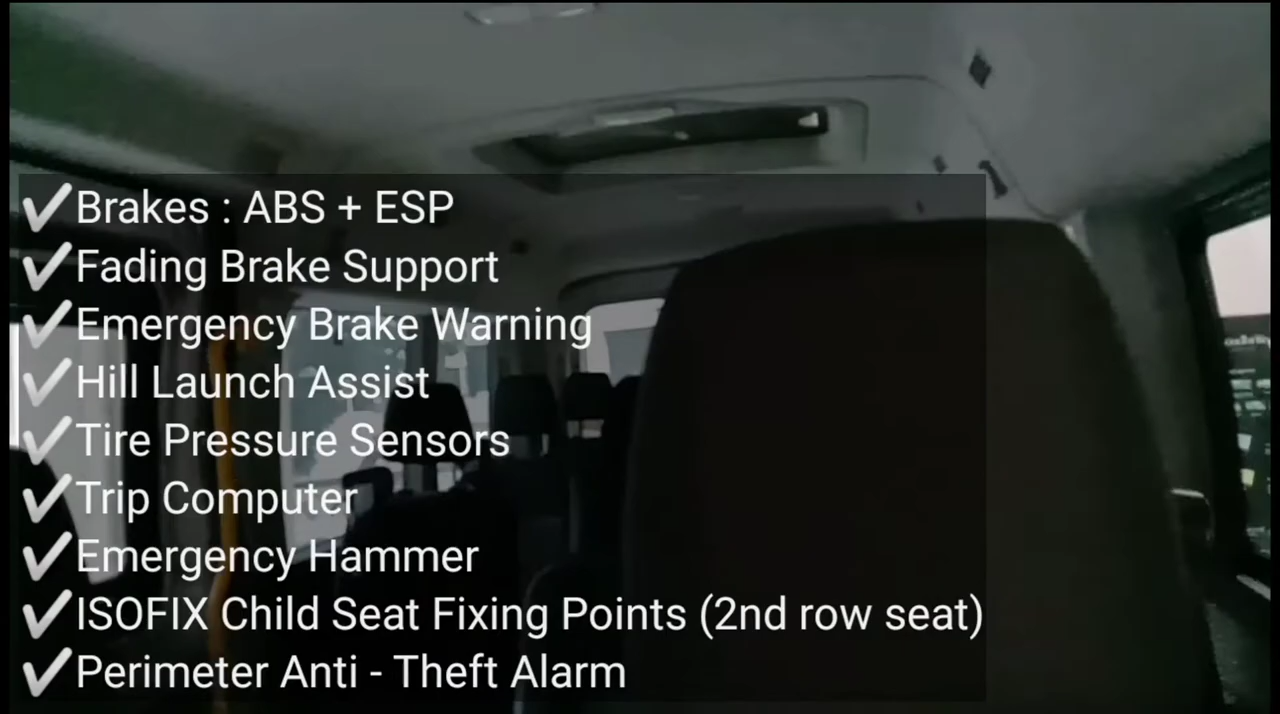 ✔Brakes : ABS + ESP
✔Fading Brake Support
✔Emergency Brake Warning
✔Hill Launch Assist
✔Tire Pressure Sensors
✔Trip Computer
✔Emergency Hammer
✔ISOFIX Child Seat Fixing Points (2nd row seat)
✔Perimeter Anti - Theft Alarm